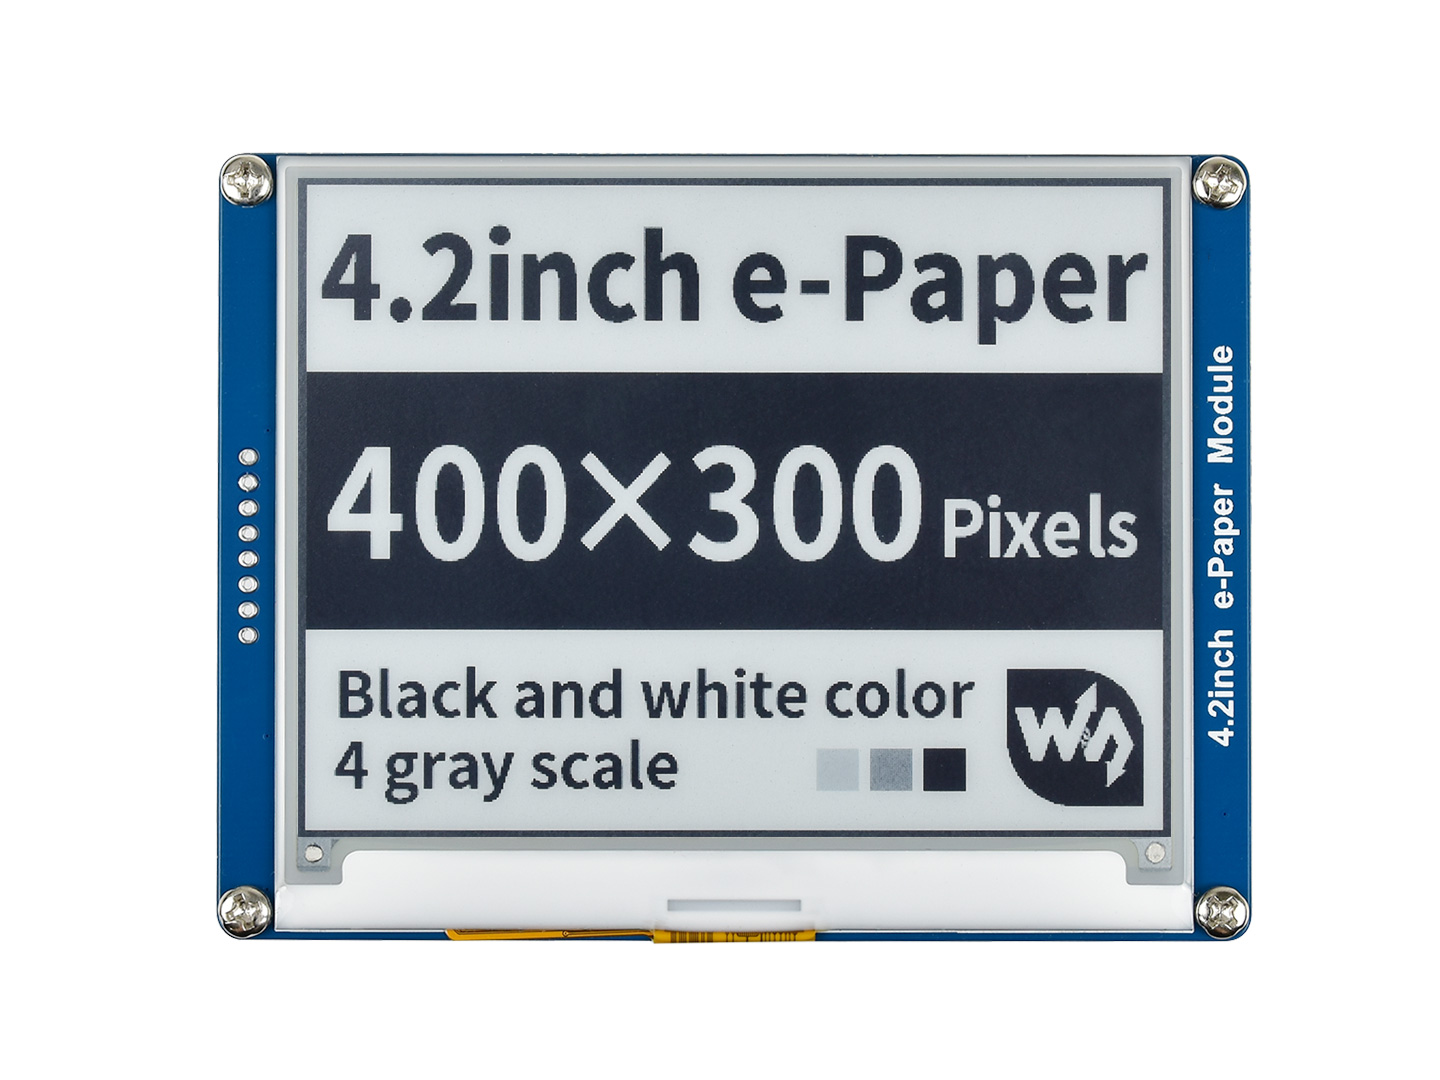 4.2inch e-Paper
400×300 Pixels
Black and white color
4 gray scale
4.2inch e-Paper Module